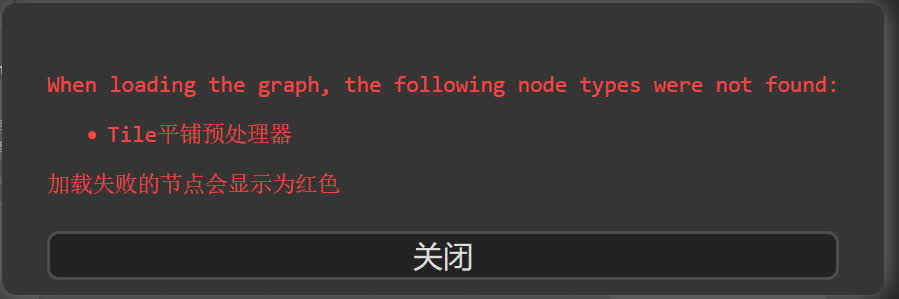 When loading the graph, the following node types were not found:
• Tile平铺预处理器
加载失败的节点会显示为红色
关闭